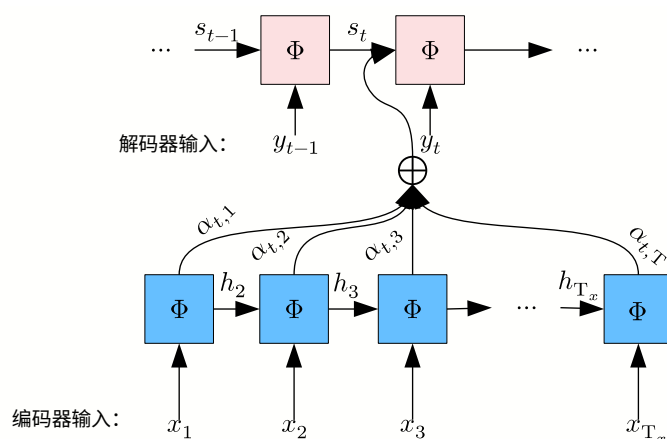 ··· s_{t−1} Φ s_t Φ ···
解码器输入： y_{t−1} y_t
α_{t,1} α_{t,2} α_{t,3} α_{t,T}
h_2 h_3 h_{T_x}
Φ Φ Φ ··· Φ
编码器输入： x_1 x_2 x_3 x_{T_x}